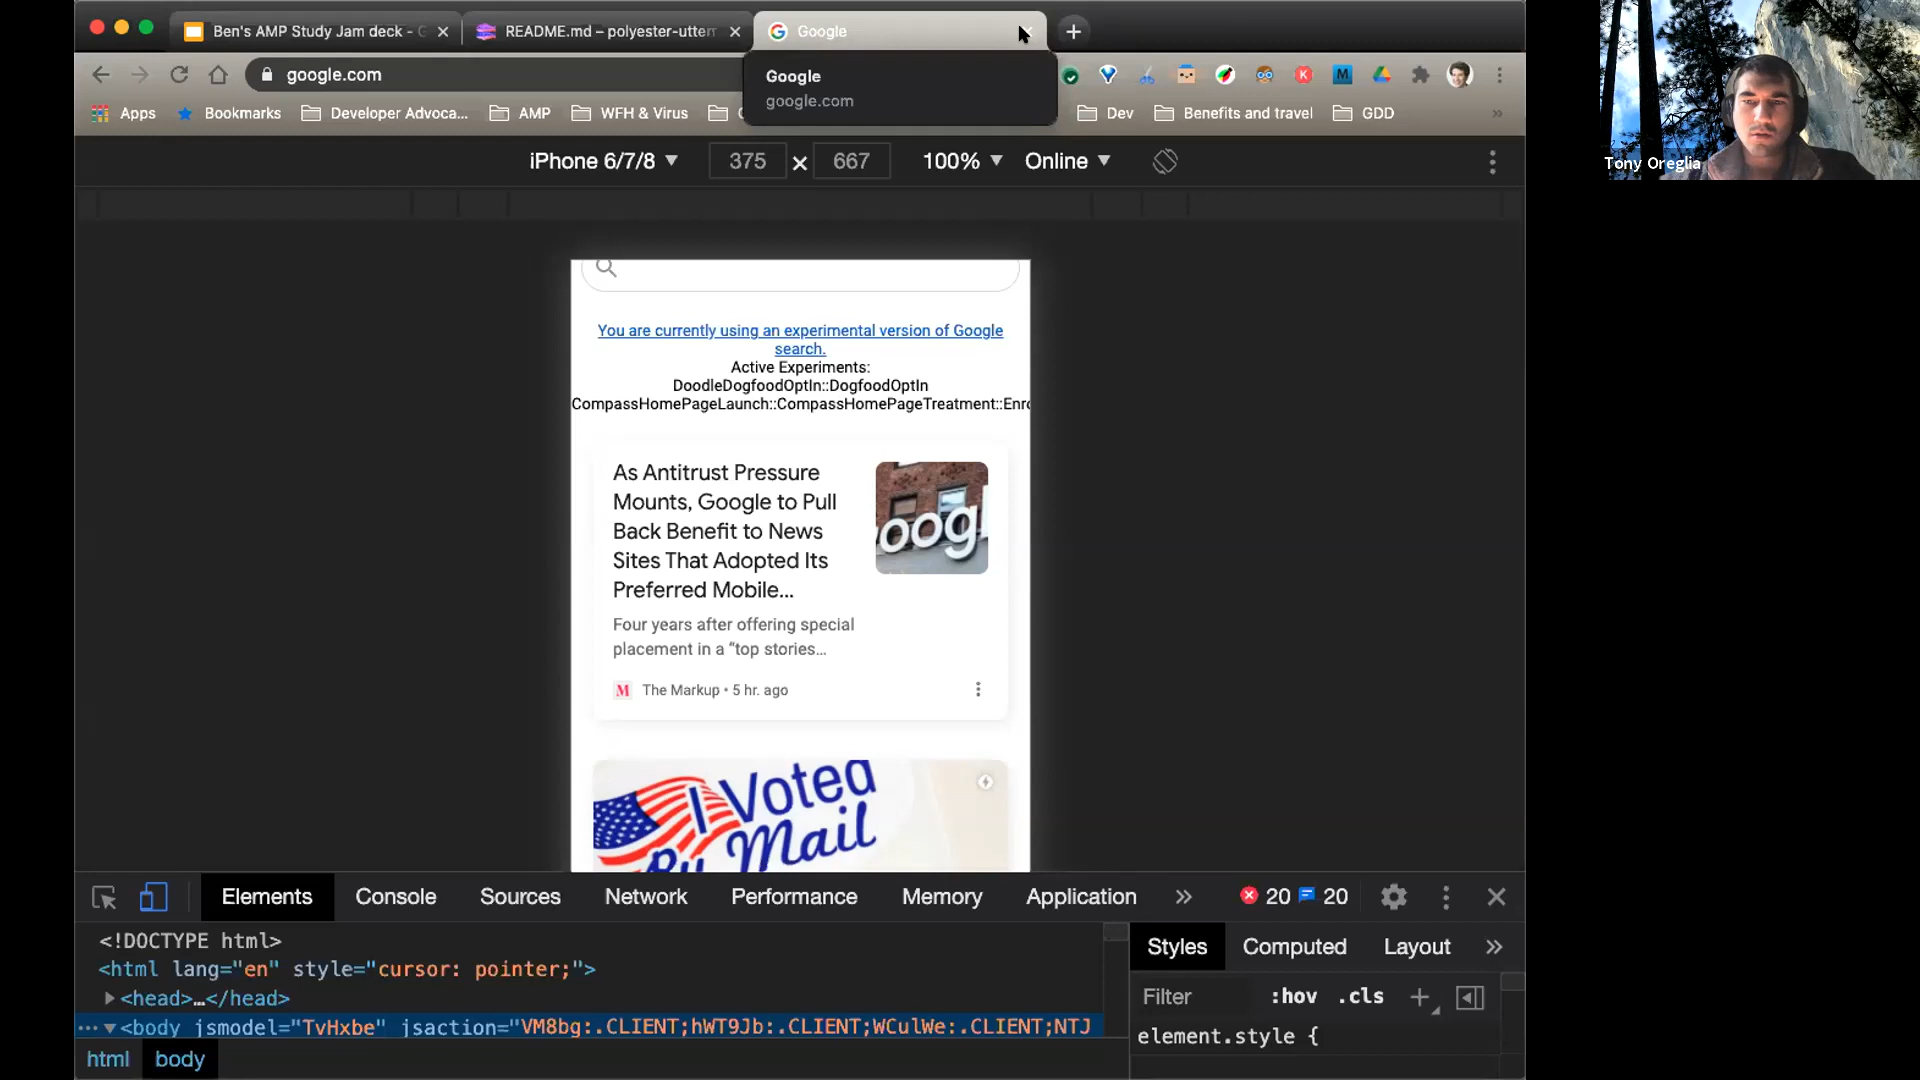 Ben's AMP Study Jam deck - G
README.md – polyester-utterr
Google
google.com
Google
google.com
K
M
Apps
Bookmarks
Developer Advoca...
AMP
WFH & Virus
Dev
Benefits and travel
GDD
»
iPhone 6/7/8
375
×
667
100%
Online
Tony Oreglia
You are currently using an experimental version of Google
search.
Active Experiments:
DoodleDogfoodOptIn::DogfoodOptIn
CompassHomePageLaunch::CompassHomePageTreatment::Enro
As Antitrust Pressure
Mounts, Google to Pull
Back Benefit to News
Sites That Adopted Its
Preferred Mobile...
oogl
Four years after offering special
placement in a “top stories...
M The Markup • 5 hr. ago
I Voted
By Mail
Elements
Console
Sources
Network
Performance
Memory
Application
»
20
20
<!DOCTYPE html>
<html lang="en" style="cursor: pointer;">
<head>…</head>
<body jsmodel="TvHxbe" jsaction="VM8bg:.CLIENT;hWT9Jb:.CLIENT;WCulWe:.CLIENT;NTJ
html
body
Styles
Computed
Layout
»
Filter
:hov
.cls
element.style {